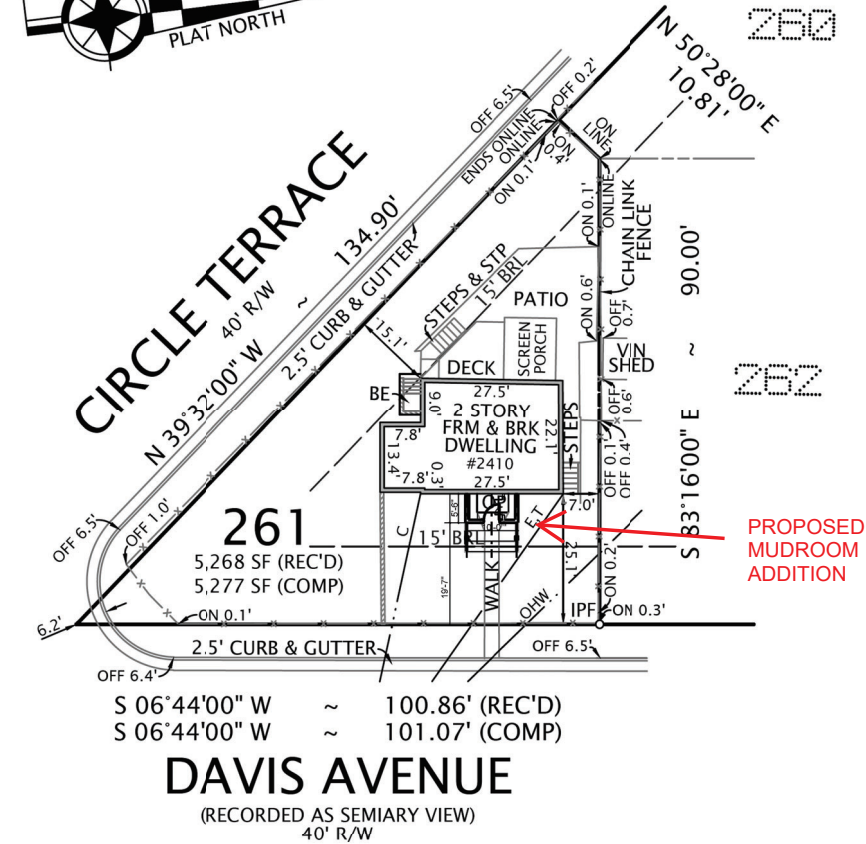 PLAT NORTH
260
N 50°28'00" E
10.81'
OFF 0.2'
OFF 6.5'
ENDS ONLINE
ONLINE
ON
0.4'
ON
LINE
ON 0.1'
CIRCLE TERRACE
40' R/W
N 39°32'00" W ~ 134.90'
2.5' CURB & GUTTER
STEPS & STP
15' BRL
15.1'
ON 0.1'
ONLINE
CHAIN LINK
FENCE
PATIO
ON 0.6'
OFF
0.7'
SCREEN
PORCH
DECK
VIN
SHED
262
S 83°16'00" E ~ 90.00'
BE
27.5'
9.0'
2 STORY
FRM & BRK
DWELLING
#2410
22.1'
STEPS
OFF
0.6'
7.8'
13.4'
7.8'
0.3'
27.5'
OFF 0.1'
OFF 0.4'
7.0'
261
5,268 SF (REC'D)
5,277 SF (COMP)
C
5'-6"
15' BRL
E.T
25.1'
PROPOSED
MUDROOM
ADDITION
OFF 6.5'
OFF 1.0'
19'-7"
WALK
OHW
ON 0.2'
IPF
ON 0.3'
ON 0.1'
6.2'
2.5' CURB & GUTTER
OFF 6.5'
OFF 6.4'
S 06°44'00" W ~ 100.86' (REC'D)
S 06°44'00" W ~ 101.07' (COMP)
DAVIS AVENUE
(RECORDED AS SEMIARY VIEW)
40' R/W